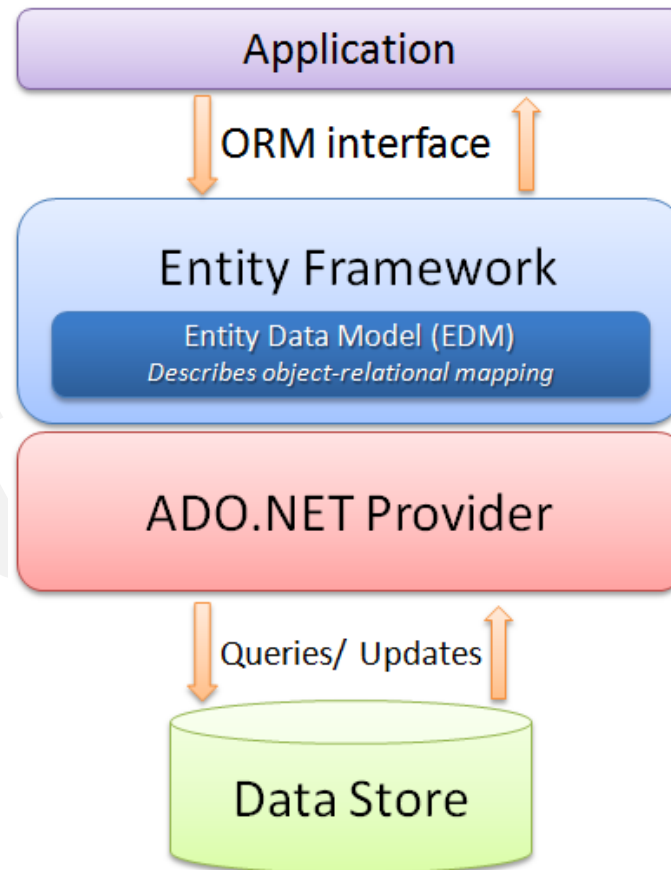 Application
ORM interface
Entity Framework
Entity Data Model (EDM)
Describes object-relational mapping
ADO.NET Provider
Queries/ Updates
Data Store